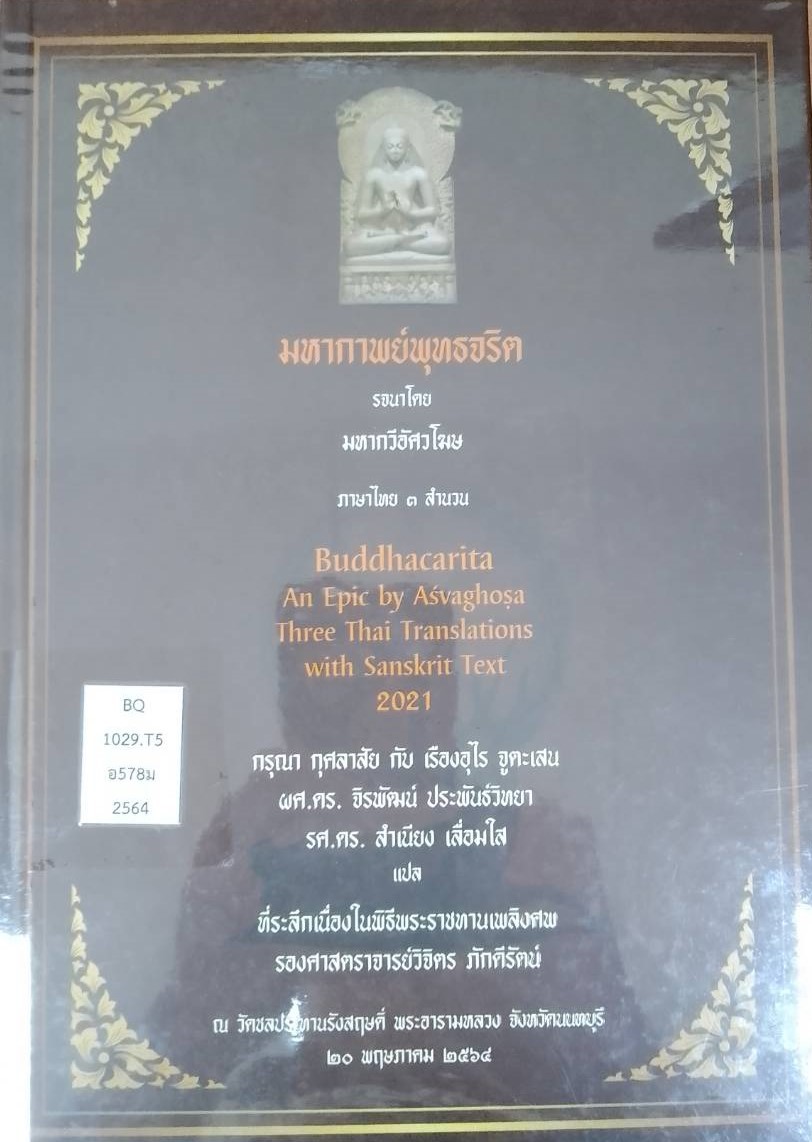 มหากาพย์พุทธจริต
รจนาโดย
มหากวีอัศวโฆษ
ภาษาไทย ๓ สำนวน
Buddhacarita
An Epic by Aśvaghoṣa
Three Thai Translations
with Sanskrit Text
2021
BQ
1029.T5
อ578ม
2564
กรุณา กุศลาสัย กับ เรืองอุไร จูตะเสน
ผศ.ดร. จิรพัฒน์ ประพันธ์วิทยา
รศ.ดร. สำเนียง เลื่อมใส
แปล
ที่ระลึกเนื่องในพิธีพระราชทานเพลิงศพ
รองศาสตราจารย์วิจิตร ภักดีรัตน์
ณ วัดชลประทานรังสฤษดิ์ พระอารามหลวง จังหวัดนนทบุรี
๒๐ พฤษภาคม ๒๕๖๔